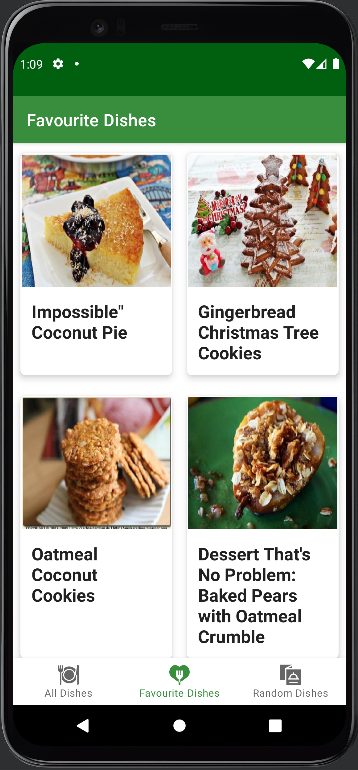 1:09
Favourite Dishes
Impossible"
Coconut Pie
Gingerbread
Christmas Tree
Cookies
Oatmeal
Coconut
Cookies
Dessert That's
No Problem:
Baked Pears
with Oatmeal
Crumble
All Dishes
Favourite Dishes
Random Dishes